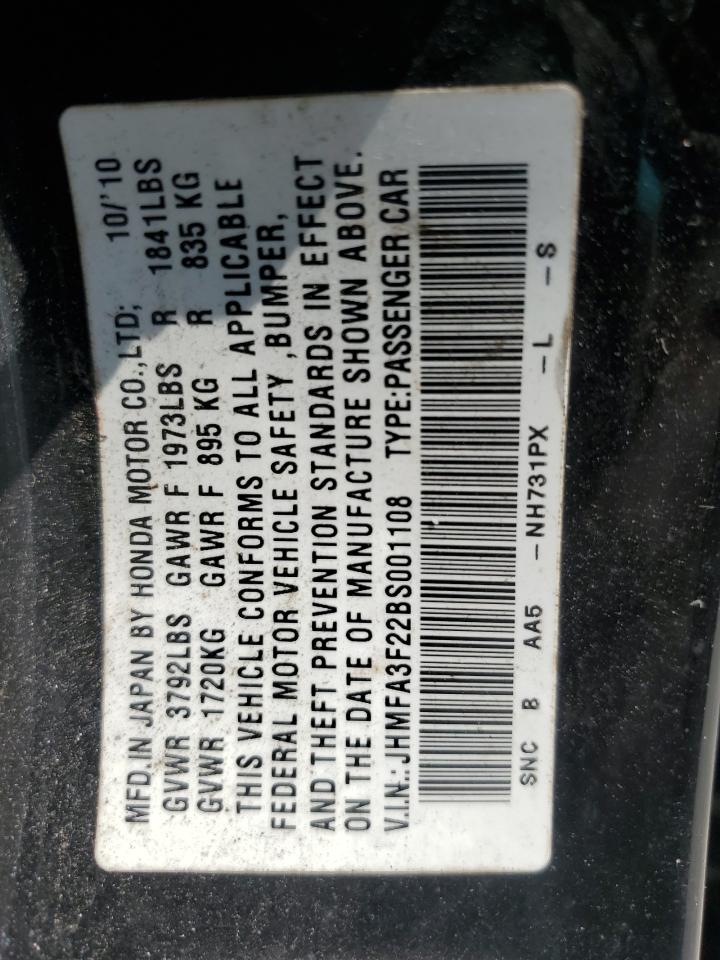 MFD. IN JAPAN BY HONDA MOTOR CO.,LTD; 10/'10
GVWR 3792LBS GAWR F 1973LBS R 1841LBS
GVWR 1720KG GAWR F 895 KG R 835 KG
THIS VEHICLE CONFORMS TO ALL APPLICABLE
FEDERAL MOTOR VEHICLE SAFETY ,BUMPER,
AND THEFT PREVENTION STANDARDS IN EFFECT
ON THE DATE OF MANUFACTURE SHOWN ABOVE.
V.I.N.: JHMFA3F22BS001108 TYPE:PASSENGER CAR
SNC B AA5 -NH731PX -L -S